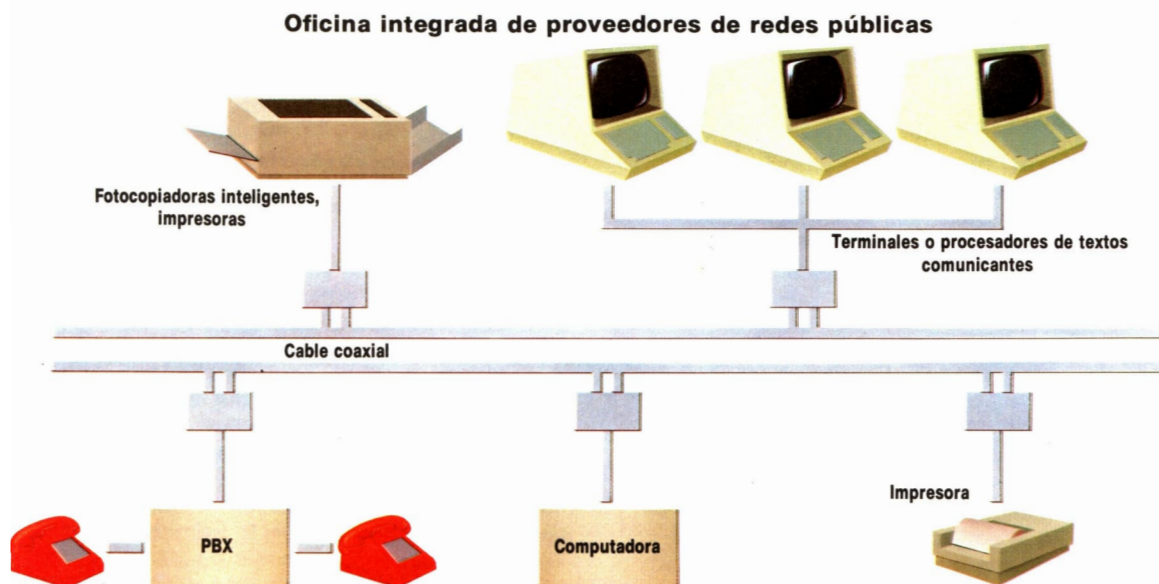 Oficina integrada de proveedores de redes públicas
Fotocopiadoras inteligentes,
impresoras
Terminales o procesadores de textos
comunicantes
Cable coaxial
Impresora
PBX
Computadora